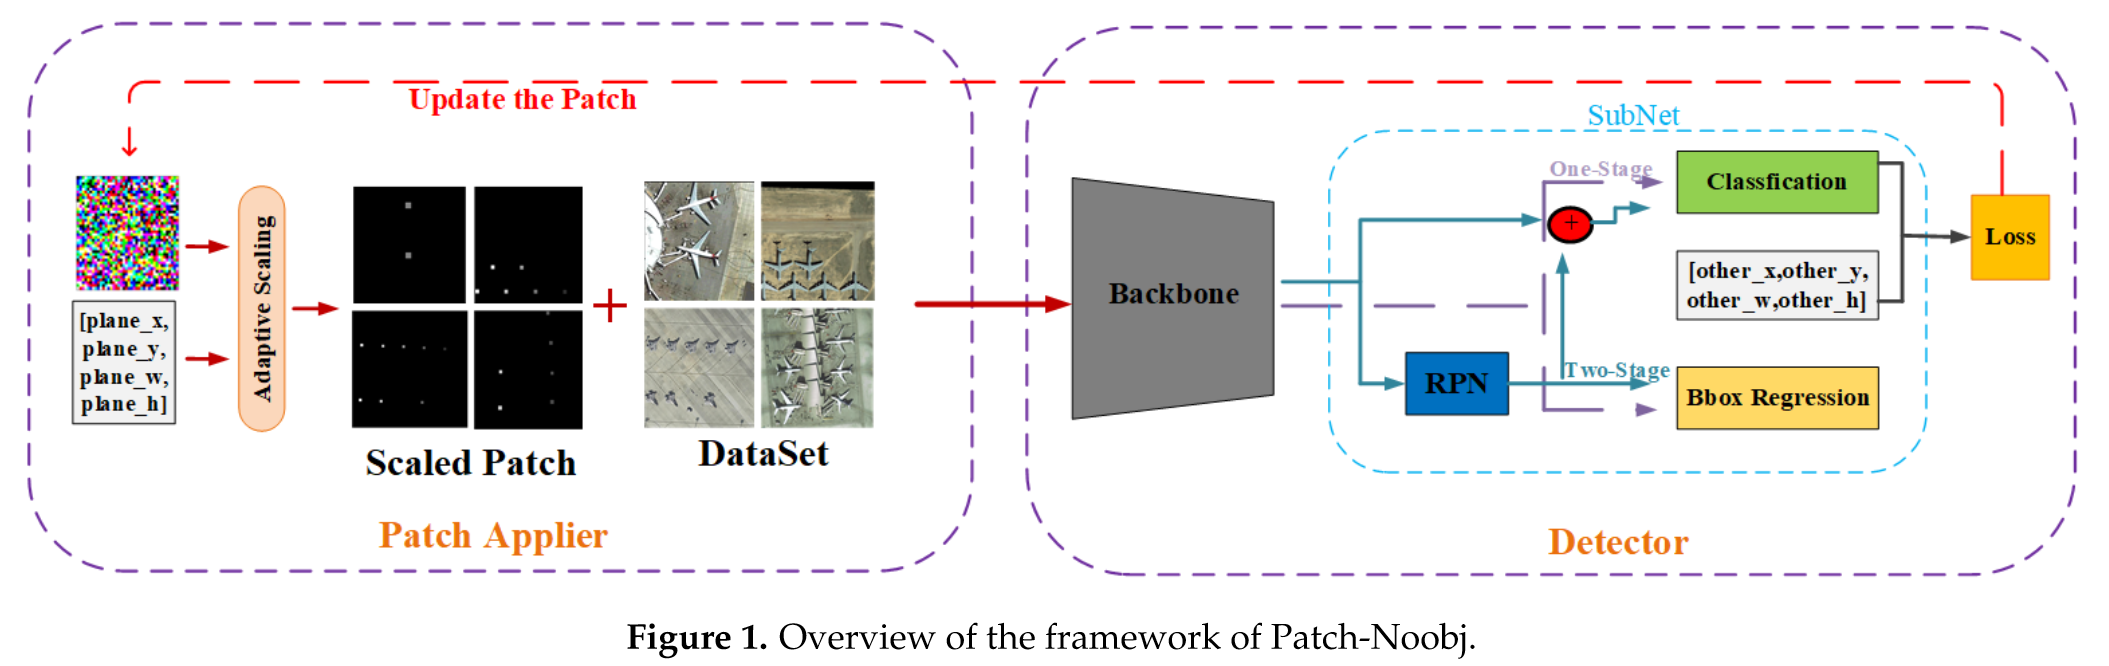 Update the Patch
[plane_x,
plane_y,
plane_w,
plane_h]
Adaptive Scaling
Scaled Patch
+
DataSet
Patch Applier
Backbone
SubNet
One-Stage
+
RPN
Two-Stage
Classfication
[other_x,other_y,
other_w,other_h]
Bbox Regression
Loss
Detector
Figure 1. Overview of the framework of Patch-Noobj.